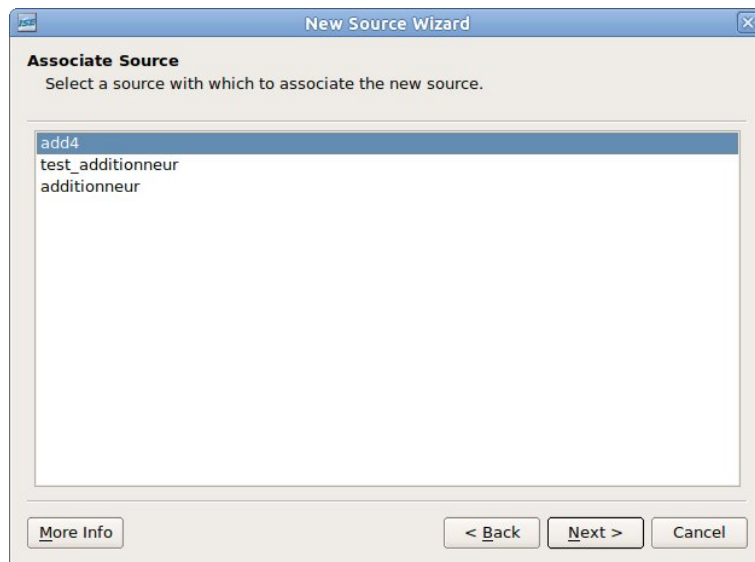 ISE New Source Wizard
Associate Source
Select a source with which to associate the new source.
add4
test_additionneur
additionneur
More Info < Back Next > Cancel